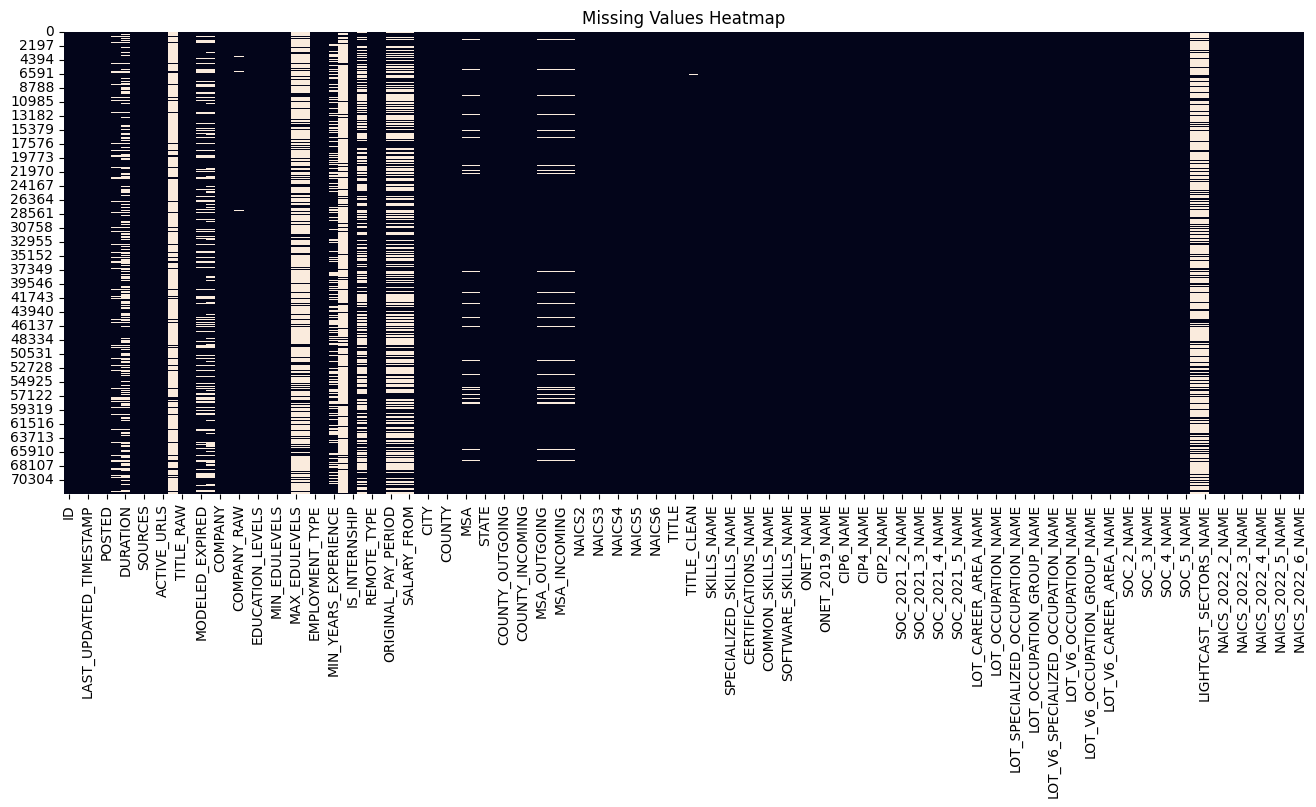 Missing Values Heatmap
0
2197
4394
6591
8788
10985
13182
15379
17576
19773
21970
24167
26364
28561
30758
32955
35152
37349
39546
41743
43940
46137
48334
50531
52728
54925
57122
59319
61516
63713
65910
68107
70304
ID
LAST_UPDATED_TIMESTAMP
POSTED
DURATION
SOURCES
ACTIVE_URLS
TITLE_RAW
MODELED_EXPIRED
COMPANY
COMPANY_RAW
EDUCATION_LEVELS
MIN_EDULEVELS
MAX_EDULEVELS
EMPLOYMENT_TYPE
MIN_YEARS_EXPERIENCE
IS_INTERNSHIP
REMOTE_TYPE
ORIGINAL_PAY_PERIOD
SALARY_FROM
CITY
COUNTY
MSA
STATE
COUNTY_OUTGOING
COUNTY_INCOMING
MSA_OUTGOING
MSA_INCOMING
NAICS2
NAICS3
NAICS4
NAICS5
NAICS6
TITLE
TITLE_CLEAN
SKILLS_NAME
SPECIALIZED_SKILLS_NAME
CERTIFICATIONS_NAME
COMMON_SKILLS_NAME
SOFTWARE_SKILLS_NAME
ONET_NAME
ONET_2019_NAME
CIP6_NAME
CIP4_NAME
CIP2_NAME
SOC_2021_2_NAME
SOC_2021_3_NAME
SOC_2021_4_NAME
SOC_2021_5_NAME
LOT_CAREER_AREA_NAME
LOT_OCCUPATION_NAME
LOT_SPECIALIZED_OCCUPATION_NAME
LOT_OCCUPATION_GROUP_NAME
LOT_V6_SPECIALIZED_OCCUPATION_NAME
LOT_V6_OCCUPATION_NAME
LOT_V6_OCCUPATION_GROUP_NAME
LOT_V6_CAREER_AREA_NAME
SOC_2_NAME
SOC_3_NAME
SOC_4_NAME
SOC_5_NAME
LIGHTCAST_SECTORS_NAME
NAICS_2022_2_NAME
NAICS_2022_3_NAME
NAICS_2022_4_NAME
NAICS_2022_5_NAME
NAICS_2022_6_NAME